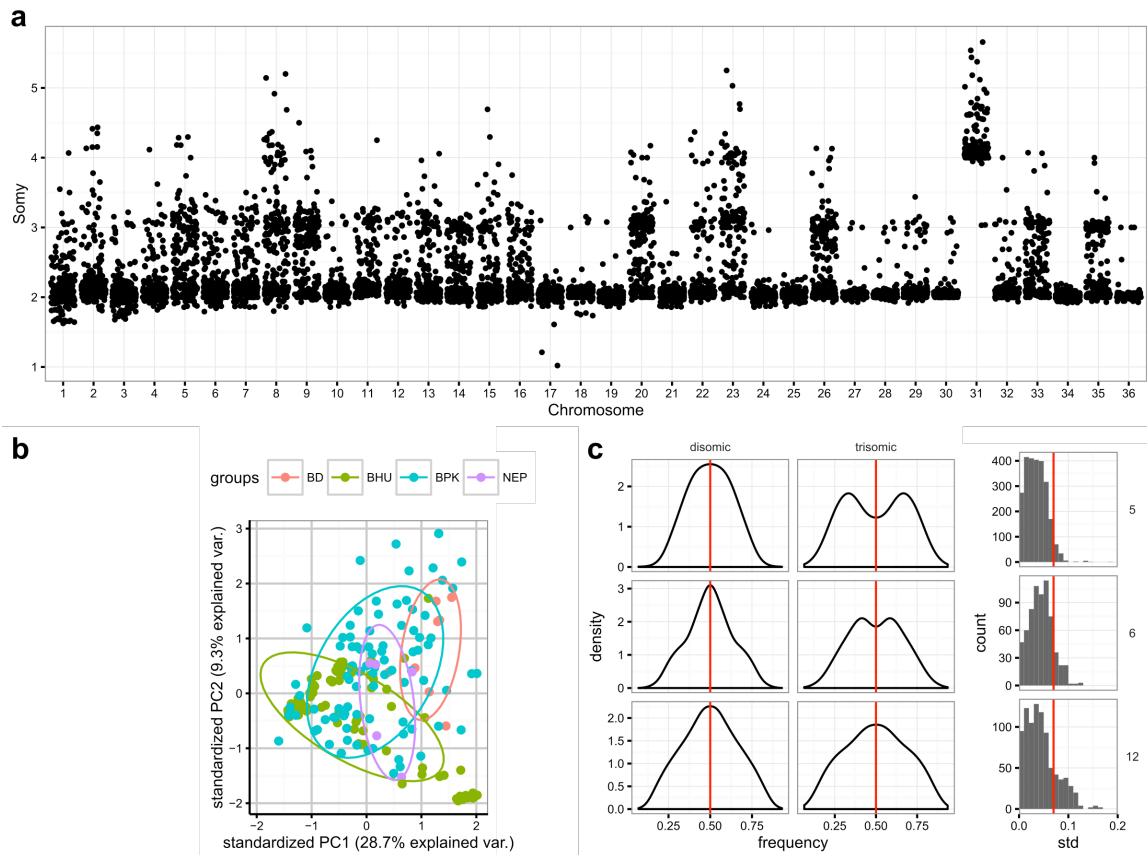 a
5
4
3
2
1
Somy
1 2 3 4 5 6 7 8 9 10 11 12 13 14 15 16 17 18 19 20 21 22 23 24 25 26 27 28 29 30 31 32 33 34 35 36
Chromosome
b
groups BD BHU BPK NEP
3
2
1
0
−1
−2
standardized PC2 (9.3% explained var.)
−2 −1 0 1 2
standardized PC1 (28.7% explained var.)
c
disomic trisomic
2
1
0
3
2
1
0
2.0
1.5
1.0
0.5
0.0
density
0.25 0.50 0.75 0.25 0.50 0.75
frequency
400
300
200
100
0
5
90
60
30
0
6
100
50
0
12
count
0.0 0.1 0.2
std